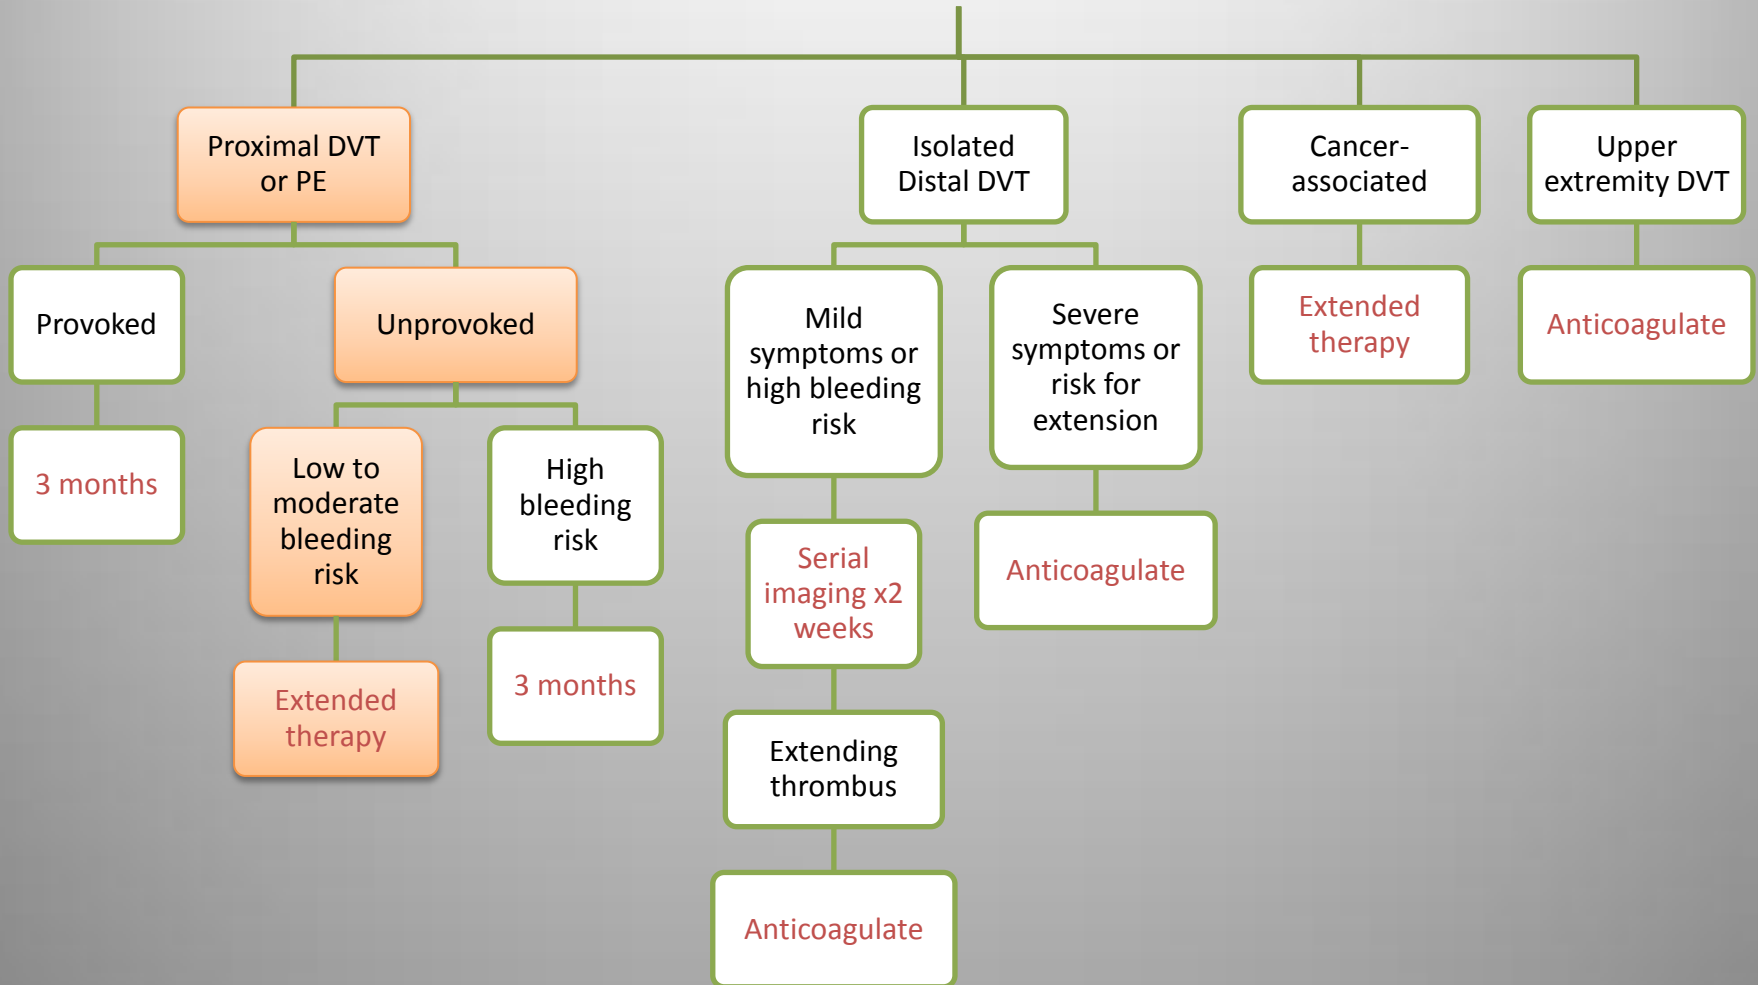 Proximal DVT
or PE
Isolated
Distal DVT
Cancer-
associated
Upper
extremity DVT
Provoked
Unprovoked
Mild
symptoms or
high bleeding
risk
Severe
symptoms or
risk for
extension
Extended
therapy
Anticoagulate
3 months
Low to
moderate
bleeding
risk
High
bleeding
risk
Serial
imaging x2
weeks
Anticoagulate
Extended
therapy
3 months
Extending
thrombus
Anticoagulate